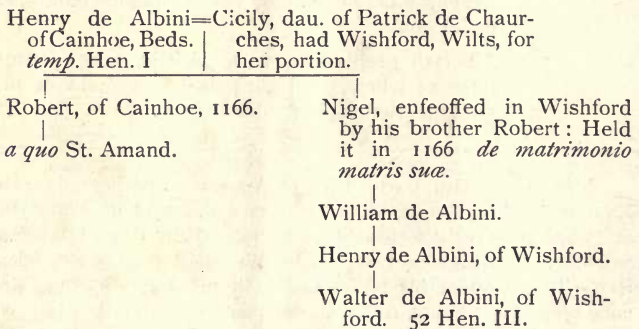 Henry de Albini=Cicily, dau. of Patrick de Chaur-
of Cainhoe, Beds. ches, had Wishford, Wilts, for
temp. Hen. I her portion.
Robert, of Cainhoe, 1166.
a quo St. Amand.
Nigel, enfeoffed in Wishford
by his brother Robert: Held
it in 1166 de matrimonio
matris suæ.
William de Albini.
Henry de Albini, of Wishford.
Walter de Albini, of Wish-
ford. 52 Hen. III.